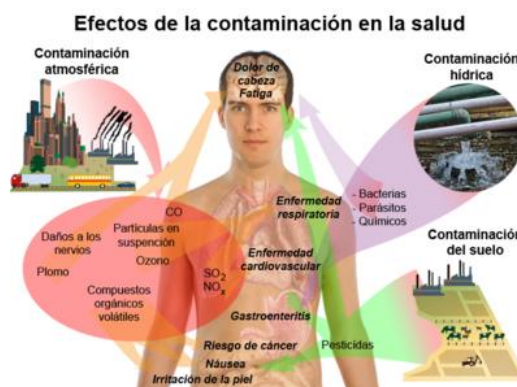 Efectos de la contaminación en la salud
Contaminación
atmosférica
Dolor de
cabeza
Fatiga
Contaminación
hídrica
- Bacterias
- Parásitos
- Químicos
Enfermedad
respiratoria
CO
Partículas en
suspención
Daños a los
nervios
Ozono
Plomo
SO2
NOx
Compuestos
orgánicos
volátiles
Enfermedad
cardiovascular
Contaminación
del suelo
Gastroenteritis
Riesgo de cáncer
Pesticidas
Náusea
Irritación de la piel